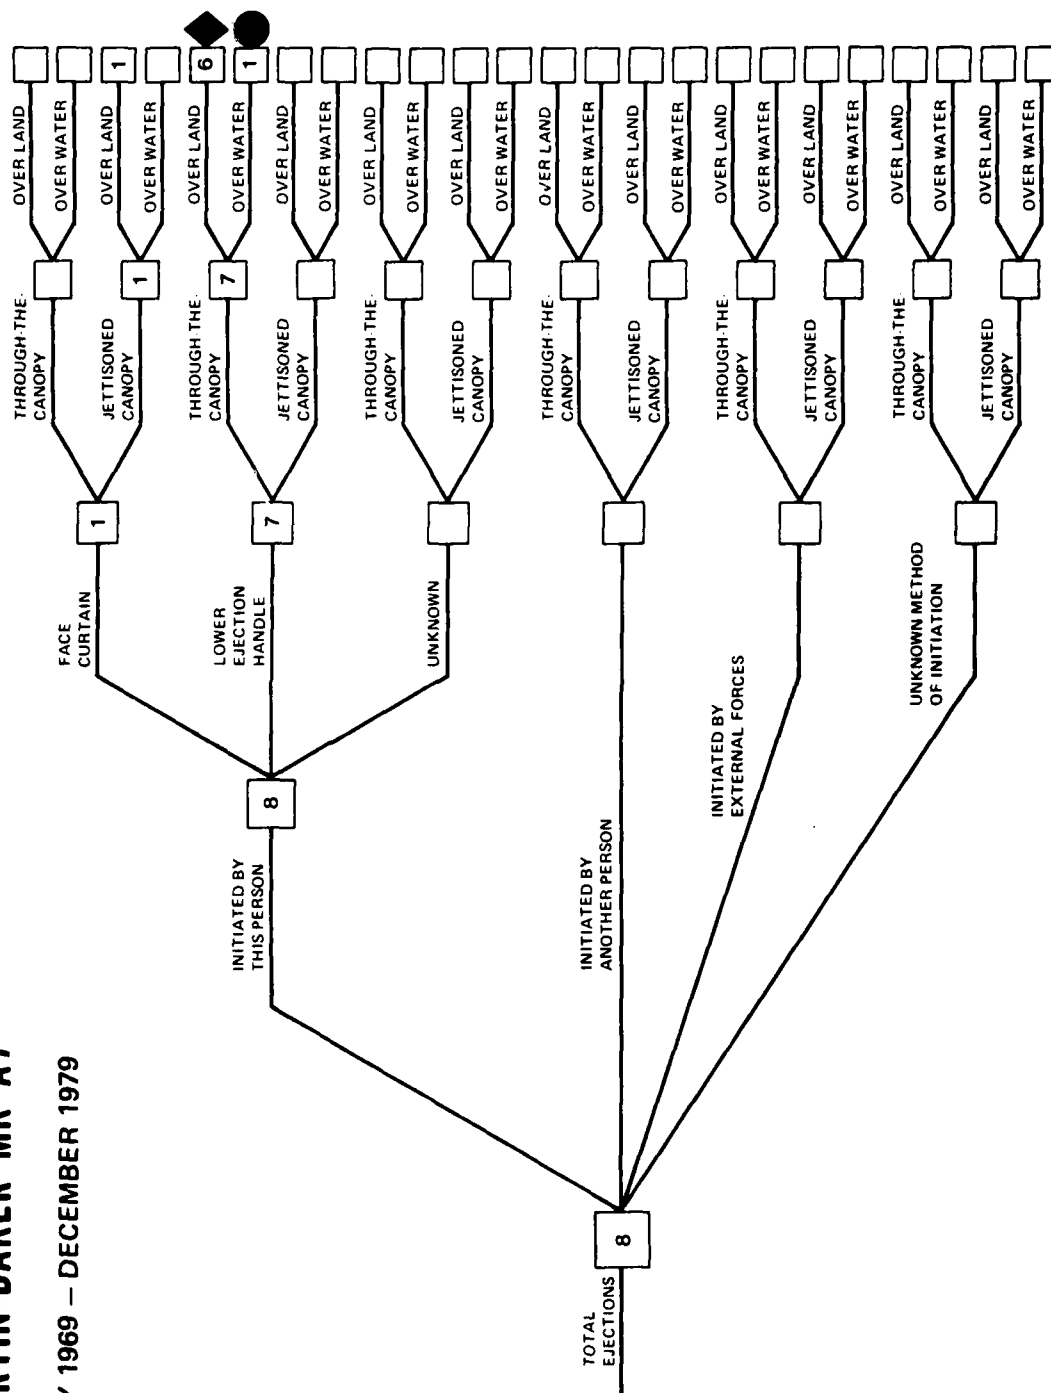 RTIN-BAKER MK A7
1969 – DECEMBER 1979
TOTAL
EJECTIONS
8
INITIATED BY
THIS PERSON
8
FACE
CURTAIN
1
THROUGH-THE-
CANOPY
OVER LAND
OVER WATER
JETTISONED
CANOPY
1
OVER LAND
1
OVER WATER
LOWER
EJECTION
HANDLE
7
THROUGH-THE-
CANOPY
7
OVER LAND
6
OVER WATER
1
JETTISONED
CANOPY
OVER LAND
OVER WATER
UNKNOWN
THROUGH-THE-
CANOPY
OVER LAND
OVER WATER
JETTISONED
CANOPY
OVER LAND
OVER WATER
INITIATED BY
ANOTHER PERSON
THROUGH-THE-
CANOPY
OVER LAND
OVER WATER
JETTISONED
CANOPY
OVER LAND
OVER WATER
INITIATED BY
EXTERNAL FORCES
THROUGH-THE-
CANOPY
OVER LAND
OVER WATER
JETTISONED
CANOPY
OVER LAND
OVER WATER
UNKNOWN METHOD
OF INITIATION
THROUGH-THE-
CANOPY
OVER LAND
OVER WATER
JETTISONED
CANOPY
OVER LAND
OVER WATER